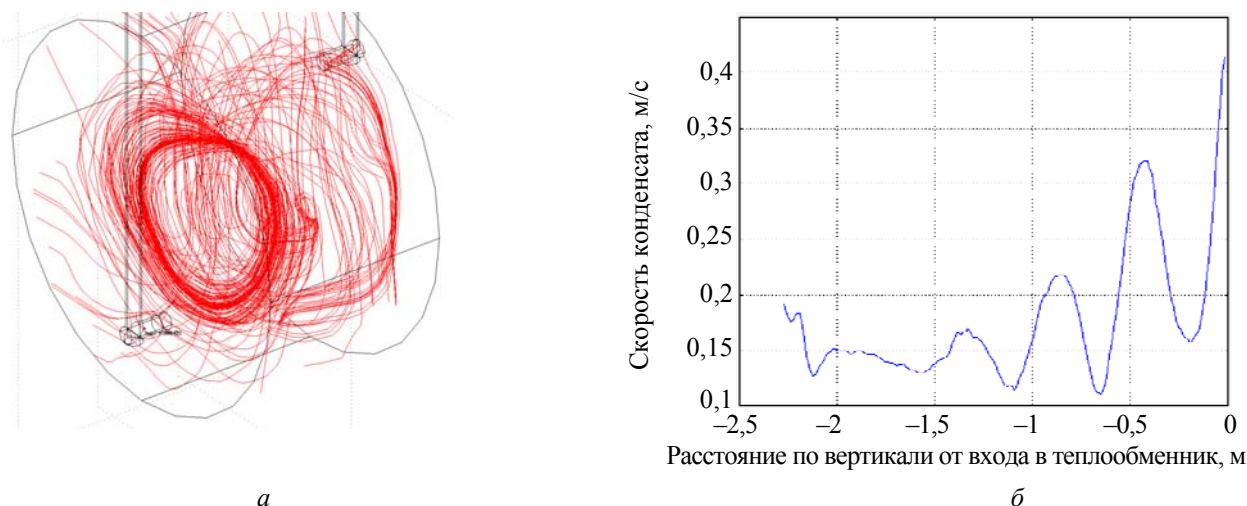 Скорость конденсата, м/с
0,4
0,35
0,3
0,25
0,2
0,15
0,1
–2,5 –2 –1,5 –1 –0,5 0
Расстояние по вертикали от входа в теплообменник, м
а б